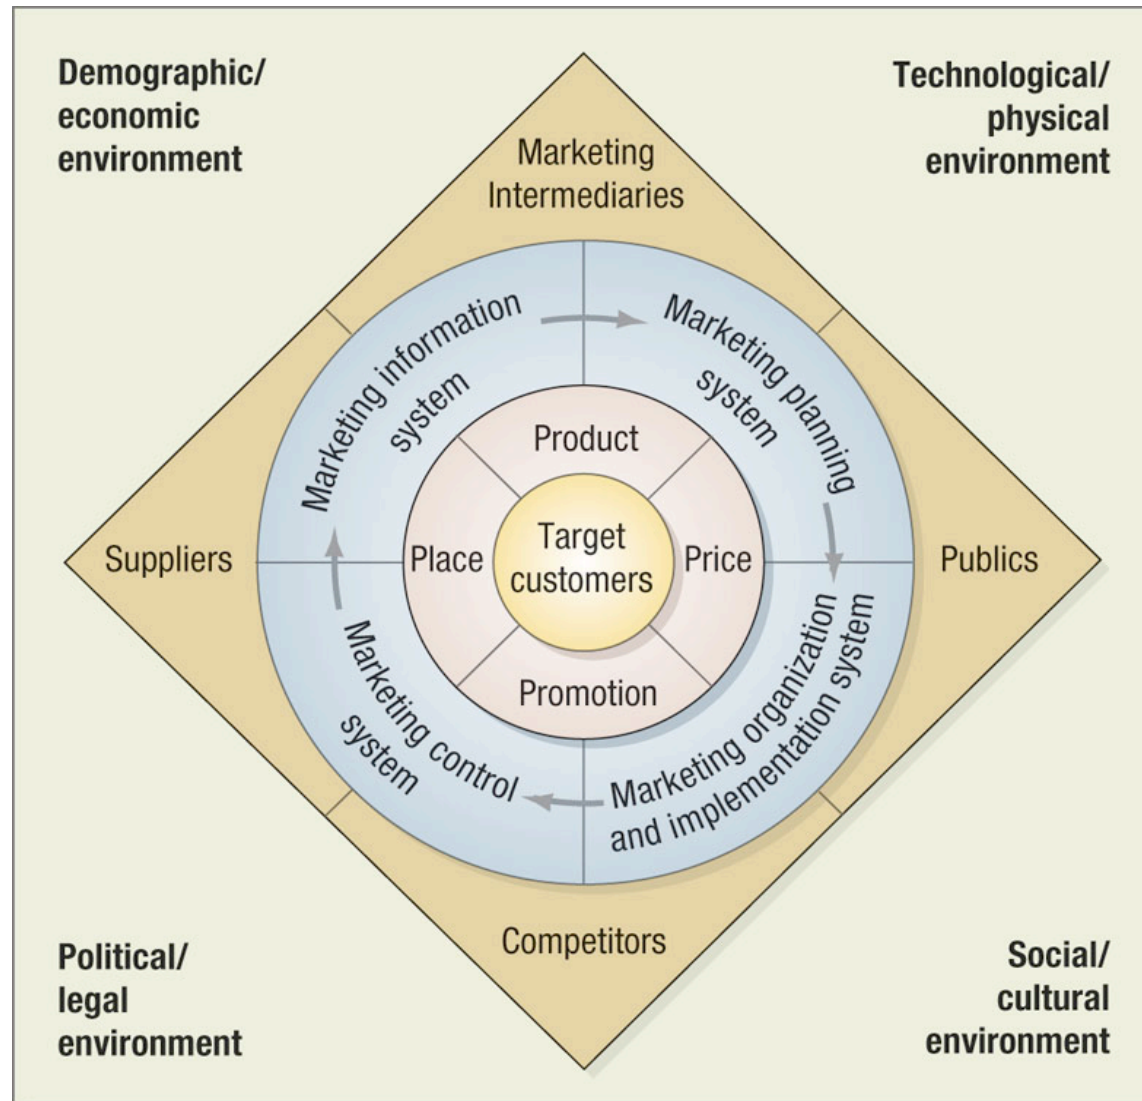 Demographic/
economic
environment
Technological/
physical
environment
Marketing
Intermediaries
Marketing information
system
Marketing planning
system
Product
Suppliers
Place
Target
customers
Price
Publics
Promotion
Marketing control
system
Marketing organization
and implementation system
Competitors
Political/
legal
environment
Social/
cultural
environment